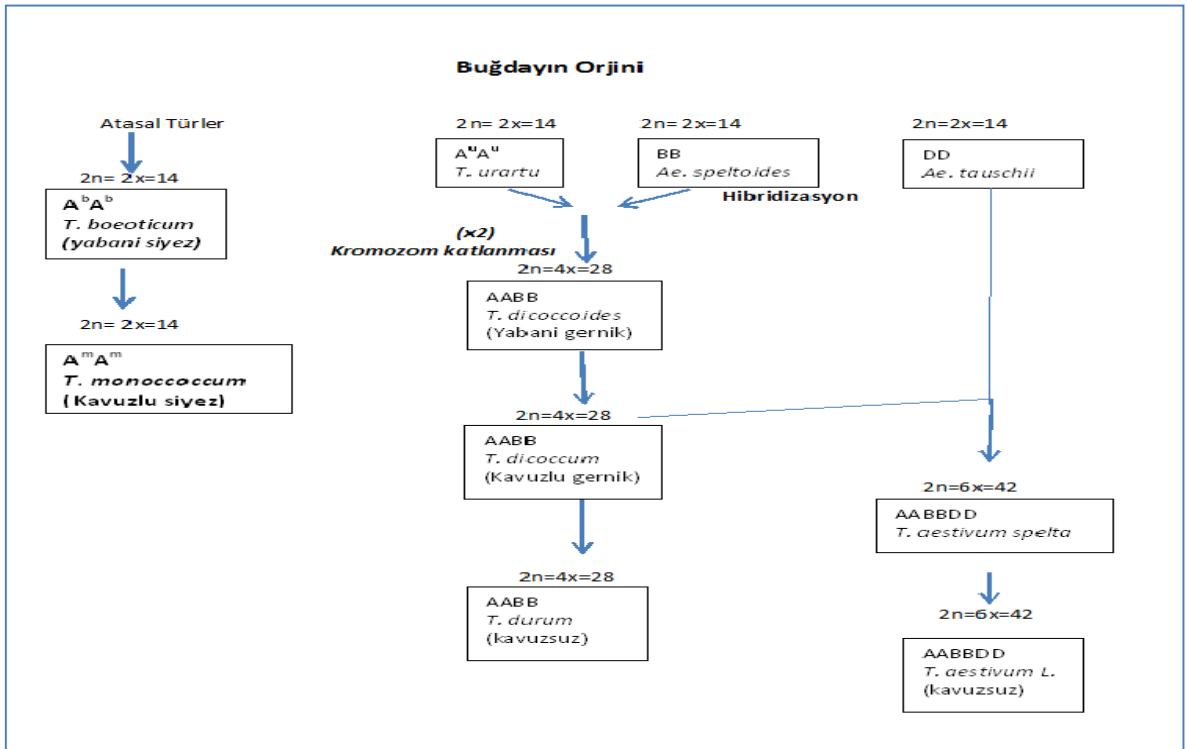 Buğdayın Orjini
Atasal Türler
2n= 2x=14
A^b A^b
T. boeoticum
(yabani siyez)
2n= 2x=14
A^m A^m
T. monoccoccum
(Kavuzlu siyez)
2n= 2x=14
A^u A^u
T. urartu
2n= 2x=14
BB
Ae. speltoides
2n=2x=14
DD
Ae. tauschii
Hibridizasyon
(x2)
Kromozom katlanması
2n=4x=28
AABB
T. dicoccoides
(Yabani gernik)
2n=4x=28
AABB
T. dicoccum
(Kavuzlu gernik)
2n=4x=28
AABB
T. durum
(kavuzsuz)
2n=6x=42
AABBDD
T. aestivum spelta
2n=6x=42
AABBDD
T. aestivum L.
(kavuzsuz)